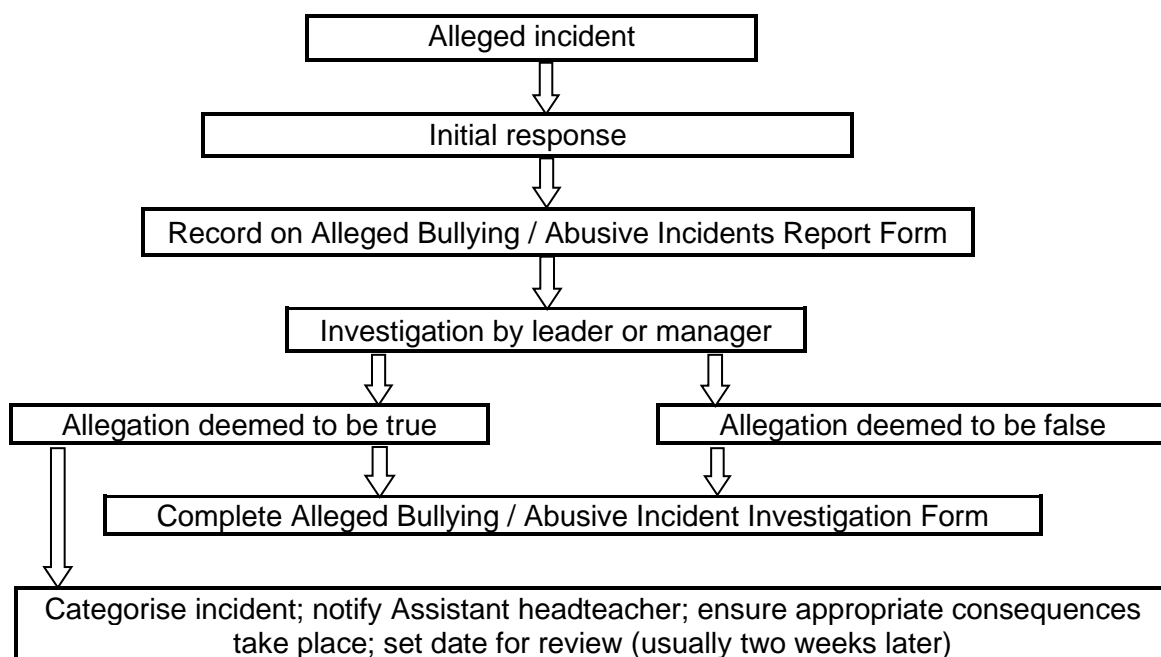 Alleged incident
Initial response
Record on Alleged Bullying / Abusive Incidents Report Form
Investigation by leader or manager
Allegation deemed to be true
Allegation deemed to be false
Complete Alleged Bullying / Abusive Incident Investigation Form
Categorise incident; notify Assistant headteacher; ensure appropriate consequences
take place; set date for review (usually two weeks later)